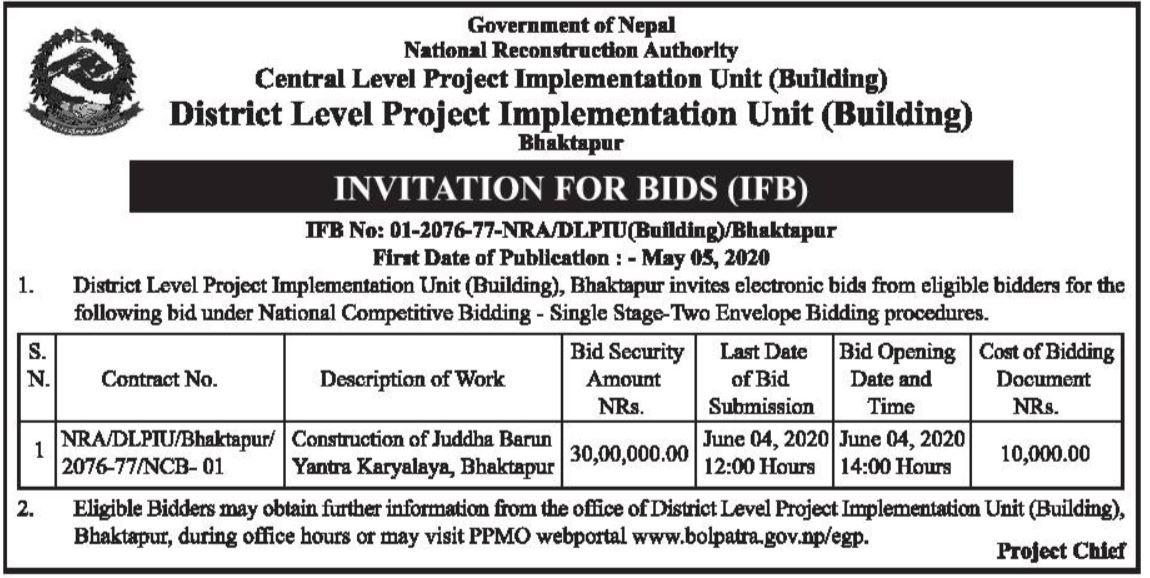 Government of Nepal
National Reconstruction Authority
Central Level Project Implementation Unit (Building)
District Level Project Implementation Unit (Building)
Bhaktapur
INVITATION FOR BIDS (IFB)
IFB No: 01-2076-77-NRA/DLPIU(Building)/Bhaktapur
First Date of Publication : - May 05, 2020
1. District Level Project Implementation Unit (Building), Bhaktapur invites electronic bids from eligible bidders for the
following bid under National Competitive Bidding - Single Stage-Two Envelope Bidding procedures.
S. N. Contract No. Description of Work Bid Security Amount NRs. Last Date of Bid Submission Bid Opening Date and Time Cost of Bidding Document NRs.
1 NRA/DLPIU/Bhaktapur/ 2076-77/NCB- 01 Construction of Juddha Barun Yantra Karyalaya, Bhaktapur 30,00,000.00 June 04, 2020 12:00 Hours June 04, 2020 14:00 Hours 10,000.00
2. Eligible Bidders may obtain further information from the office of District Level Project Implementation Unit (Building),
Bhaktapur, during office hours or may visit PPMO webportal www.bolpatra.gov.np/egp.
Project Chief